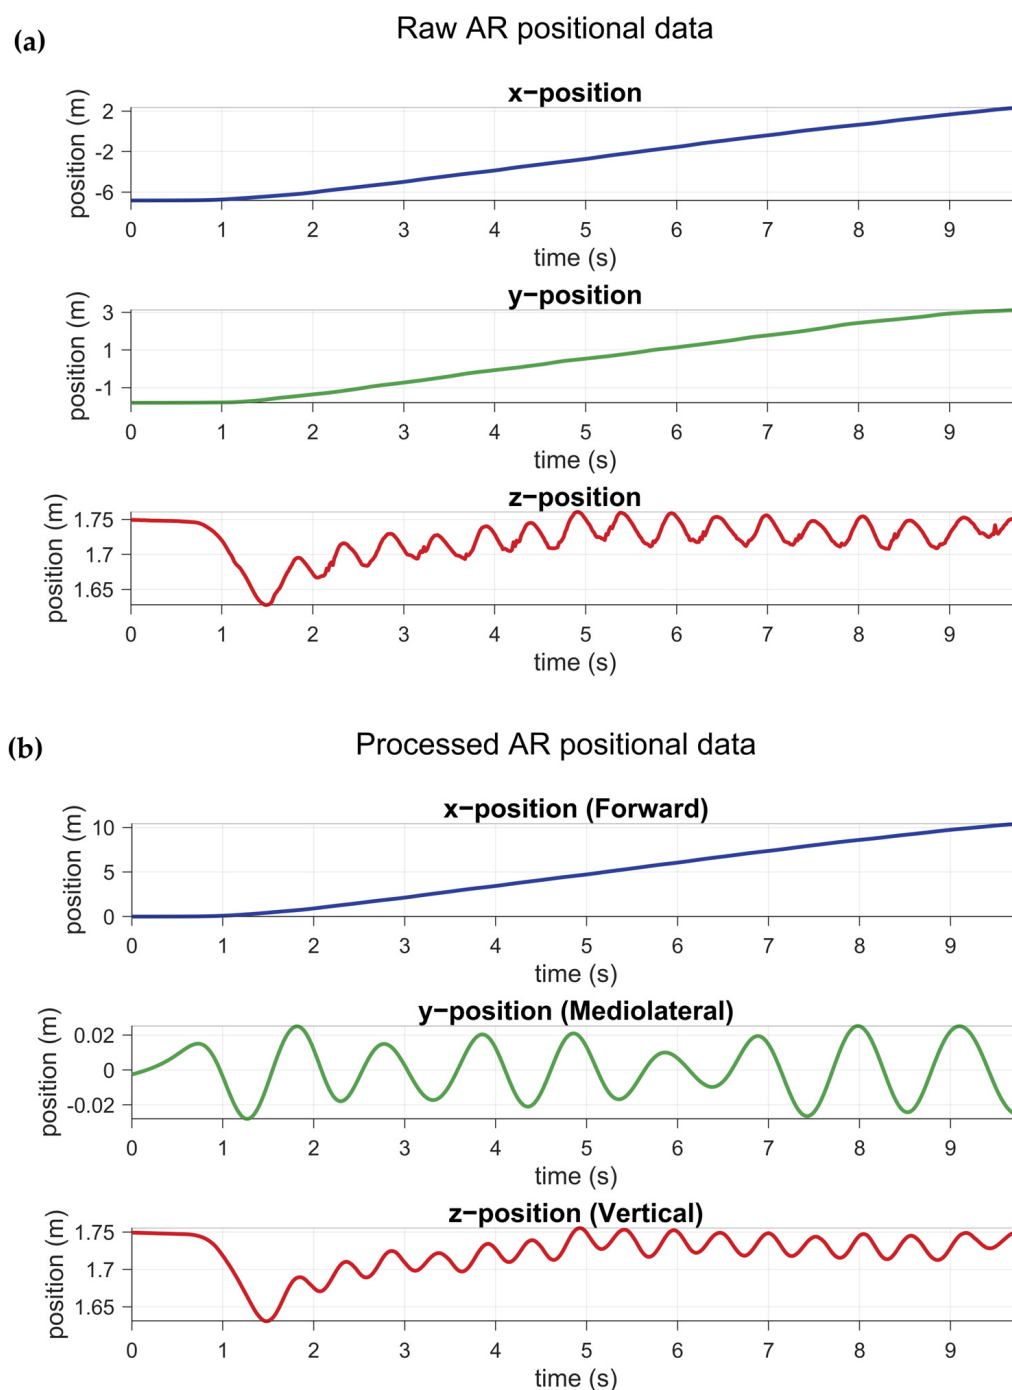 (a)
Raw AR positional data
x−position
position (m)
2
-2
-6
0 1 2 3 4 5 6 7 8 9
time (s)
y−position
position (m)
3
1
-1
0 1 2 3 4 5 6 7 8 9
time (s)
z−position
position (m)
1.75
1.7
1.65
0 1 2 3 4 5 6 7 8 9
time (s)
(b)
Processed AR positional data
x−position (Forward)
position (m)
10
5
0
0 1 2 3 4 5 6 7 8 9
time (s)
y−position (Mediolateral)
position (m)
0.02
0
-0.02
0 1 2 3 4 5 6 7 8 9
time (s)
z−position (Vertical)
position (m)
1.75
1.7
1.65
0 1 2 3 4 5 6 7 8 9
time (s)